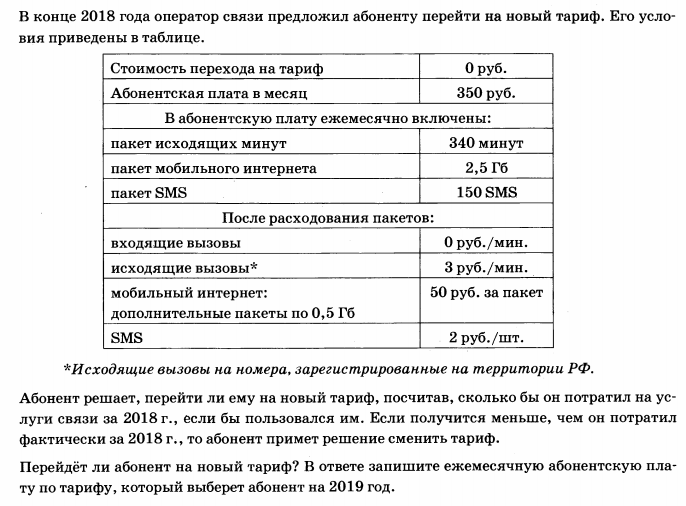 В конце 2018 года оператор связи предложил абоненту перейти на новый тариф. Его усло-
вия приведены в таблице.
Стоимость перехода на тариф 0 руб.
Абонентская плата в месяц 350 руб.
В абонентскую плату ежемесячно включены:
пакет исходящих минут 340 минут
пакет мобильного интернета 2,5 Гб
пакет SMS 150 SMS
После расходования пакетов:
входящие вызовы 0 руб./мин.
исходящие вызовы* 3 руб./мин.
мобильный интернет: 50 руб. за пакет
дополнительные пакеты по 0,5 Гб
SMS 2 руб./шт.
*Исходящие вызовы на номера, зарегистрированные на территории РФ.
Абонент решает, перейти ли ему на новый тариф, посчитав, сколько бы он потратил на ус-
луги связи за 2018 г., если бы пользовался им. Если получится меньше, чем он потратил
фактически за 2018 г., то абонент примет решение сменить тариф.
Перейдёт ли абонент на новый тариф? В ответе запишите ежемесячную абонентскую пла-
ту по тарифу, который выберет абонент на 2019 год.